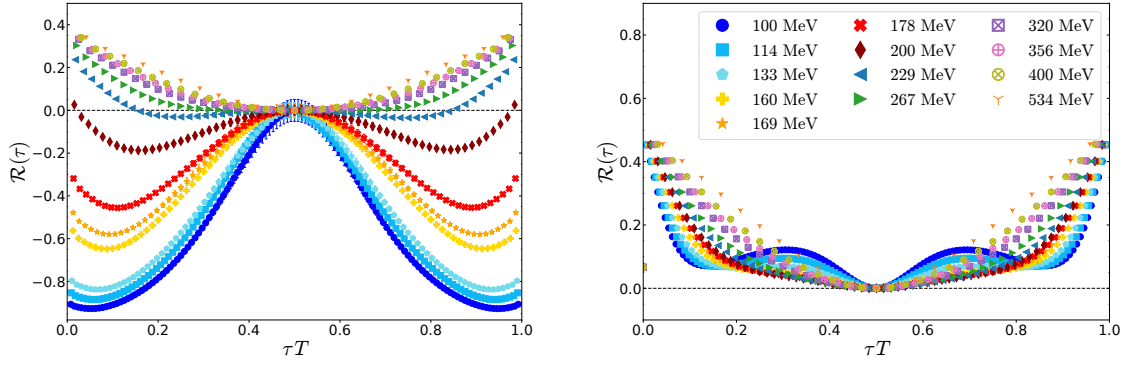 0.4
0.2
0.0
−0.2
−0.4
−0.6
−0.8
R(τ)
0.0 0.2 0.4 0.6 0.8 1.0
τT
0.8
0.6
0.4
0.2
0.0
R(τ)
100 MeV 178 MeV 320 MeV
114 MeV 200 MeV 356 MeV
133 MeV 229 MeV 400 MeV
160 MeV 267 MeV 534 MeV
169 MeV
0.0 0.2 0.4 0.6 0.8 1.0
τT